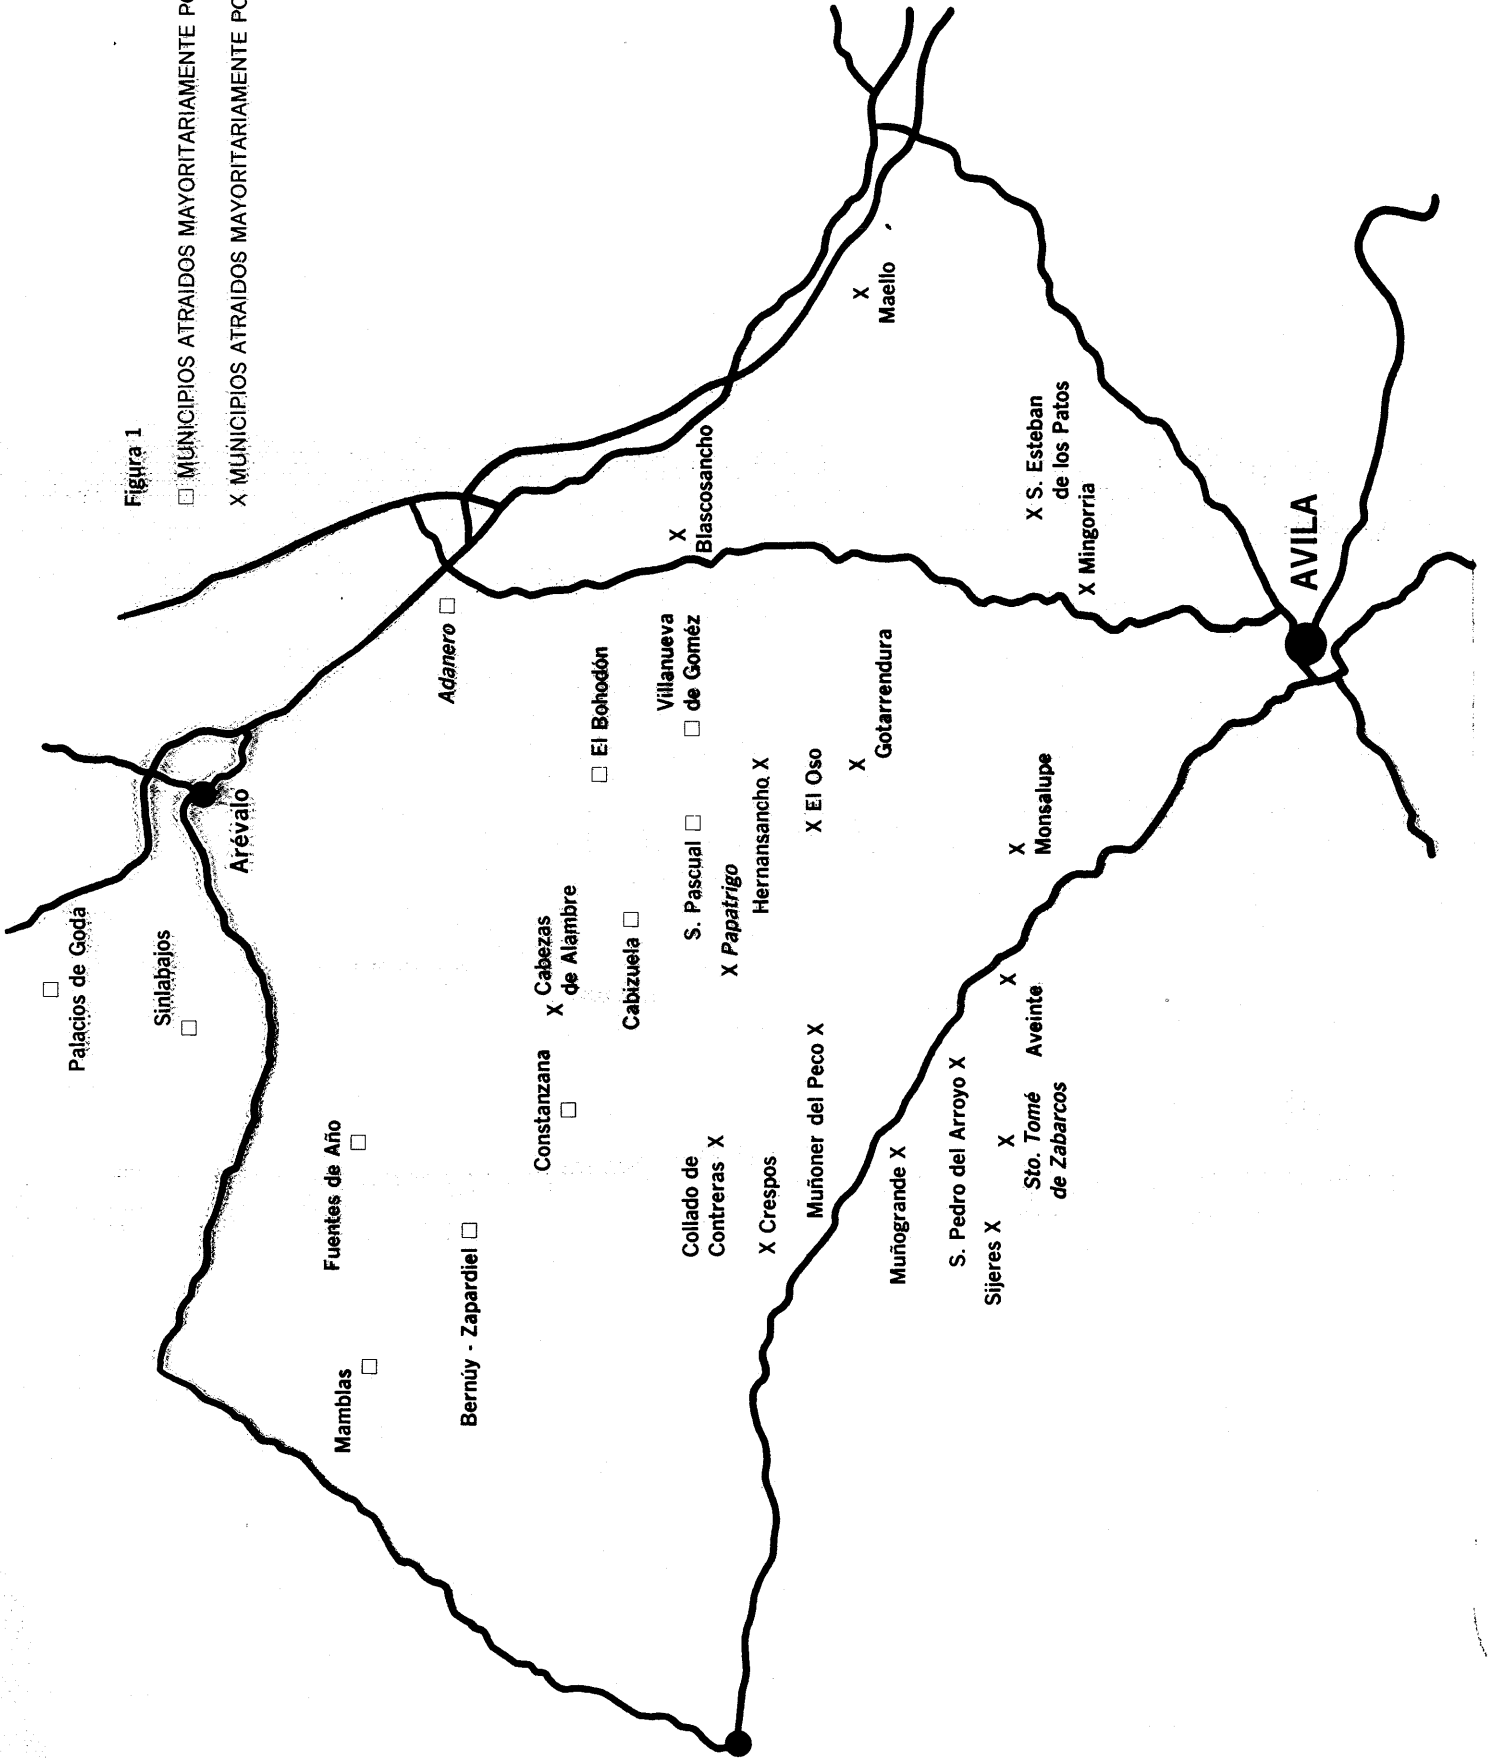 Figura 1
□ MUNICIPIOS ATRAIDOS MAYORITARIAMENTE
X MUNICIPIOS ATRAIDOS MAYORITARIAMENTE
Palacios de Godá
Sinlabajos
Arévalo
Adanero
Fuentes de Año
Mamblas
Bernúy - Zapardiel
Constanzana
X Cabezas
de Alambre
El Bohodón
Cabizuela
Villanueva
de Goméz
S. Pascual
X Papatrigo
Hernansancho X
X
Blascosancho
Collado de
Contreras X
X Crespos
Muñoner del Peco X
X El Oso
X
Gotarrendura
X
Maello
Muñogrande X
S. Pedro del Arroyo X
Sijeres X
X
Sto. Tomé
de Zabarcos
X
Aveinte
X
Monsalupe
X S. Esteban
de los Patos
X Mingorria
AVILA